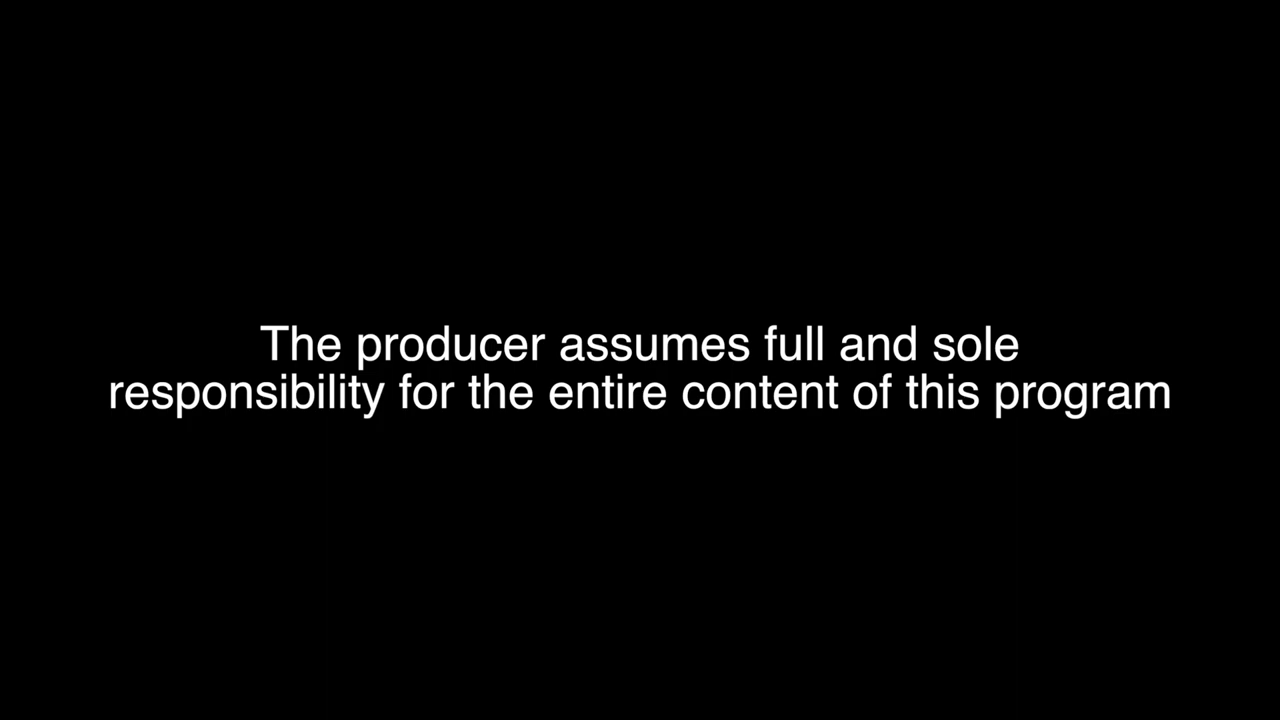 The producer assumes full and sole
responsibility for the entire content of this program